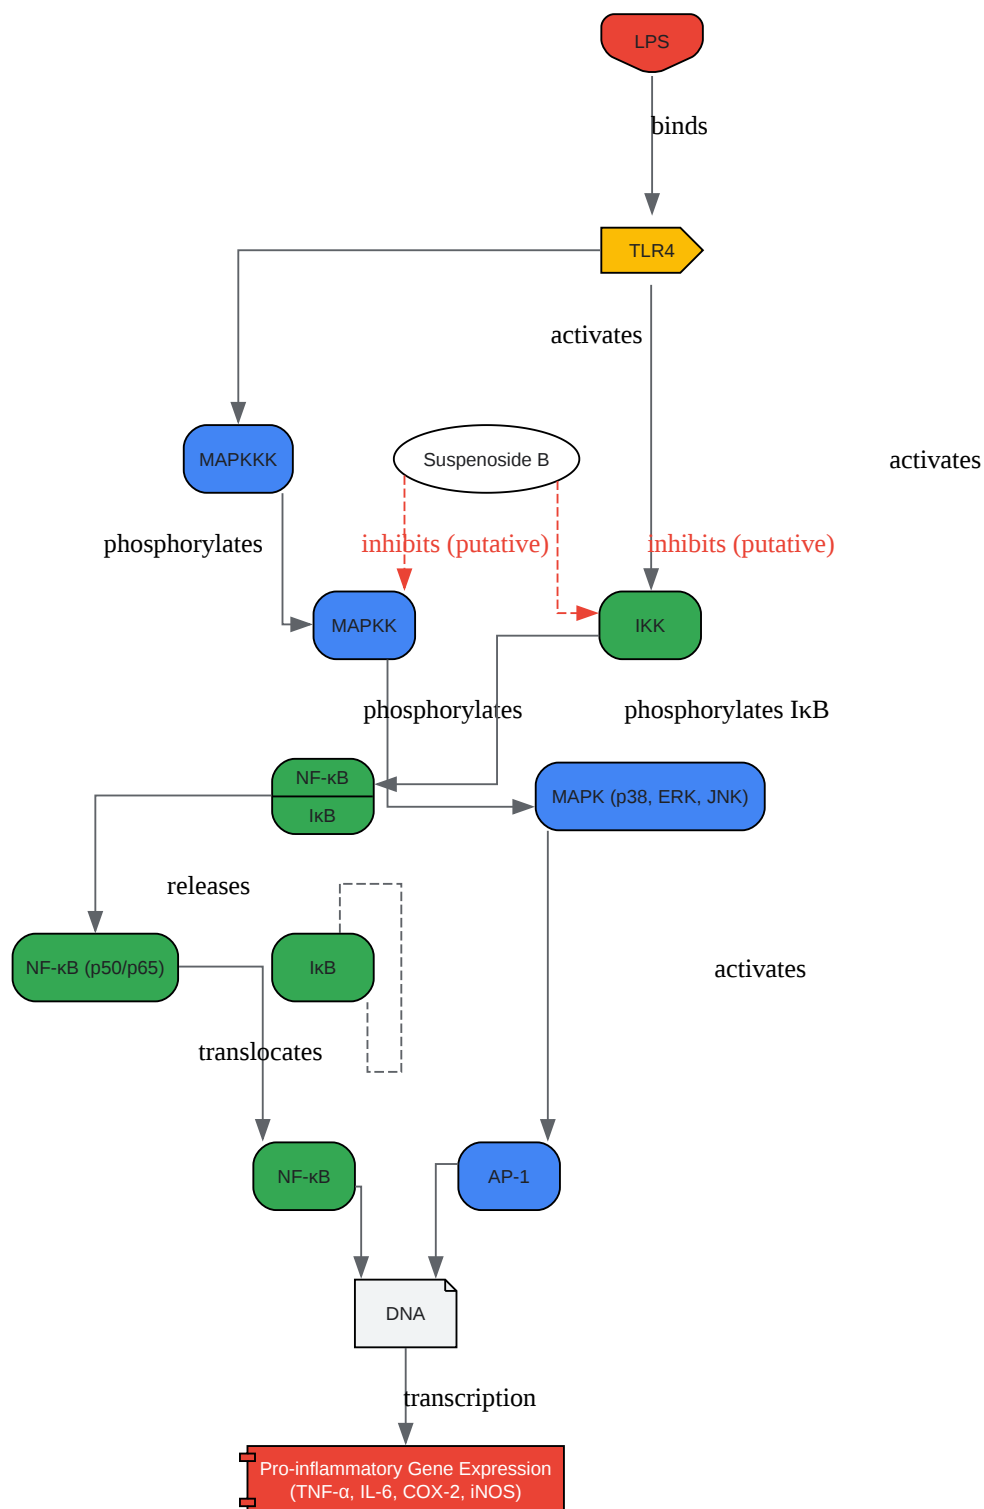 LPS
binds
TLR4
activates
MAPKKK
Suspenoside B
activates
phosphorylates
inhibits (putative)
inhibits (putative)
MAPKK
IKK
phosphorylates
phosphorylates IκB
NF-κB
IκB
MAPK (p38, ERK, JNK)
releases
NF-κB (p50/p65)
IκB
activates
translocates
NF-κB
AP-1
DNA
transcription
Pro-inflammatory Gene Expression
(TNF-α, IL-6, COX-2, iNOS)